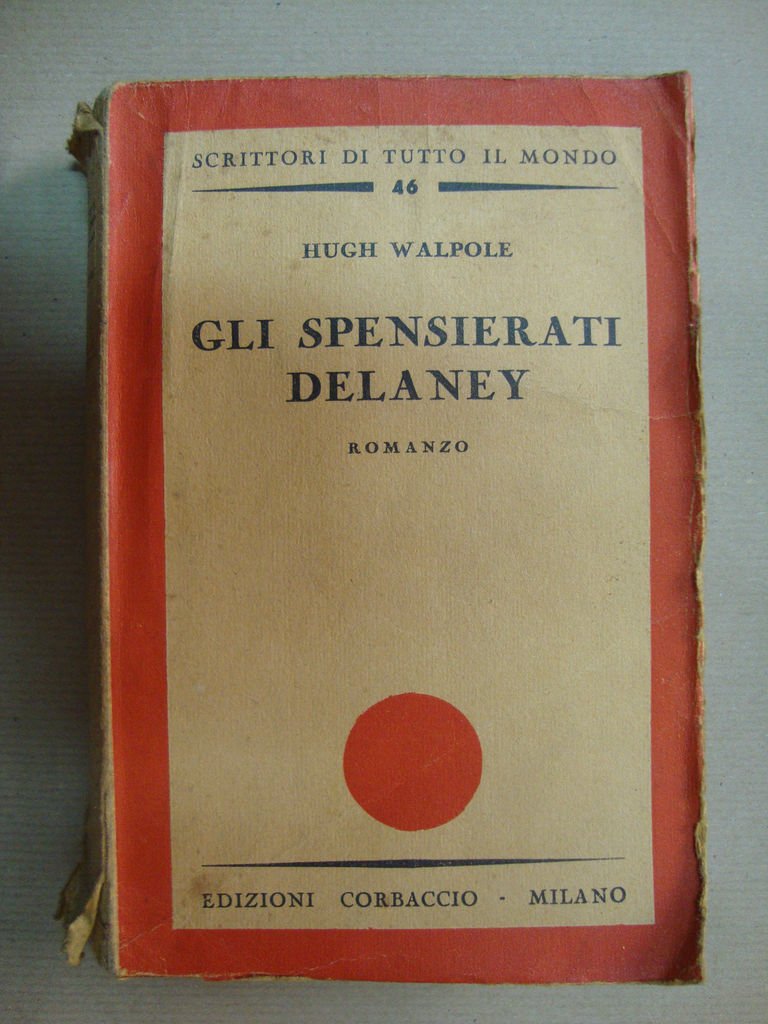 SCRITTORI DI TUTTO IL MONDO
46
HUGH WALPOLE
GLI SPENSIERATI
DELANEY
ROMANZO
EDIZIONI CORBACCIO - MILANO